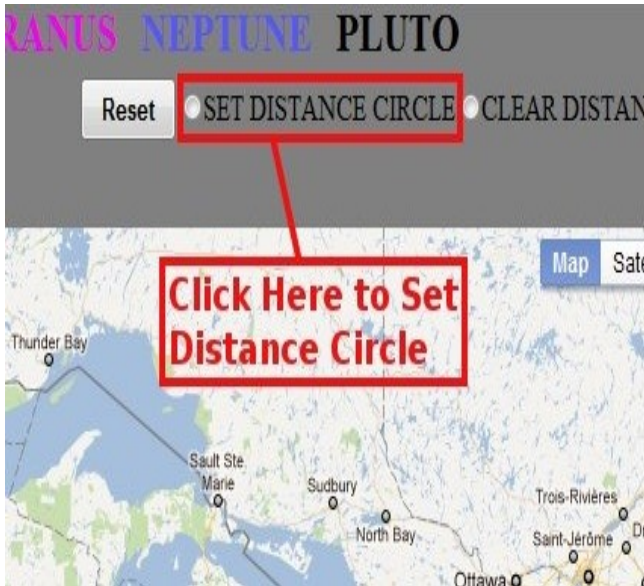 RANUS NEPTUNE PLUTO
Reset SET DISTANCE CIRCLE CLEAR DISTAN
Map Sate
Click Here to Set
Distance Circle
Thunder Bay
Sault Ste
Marie
Sudbury
North Bay
Trois-Rivières
Saint-Jérôme
Ottawa